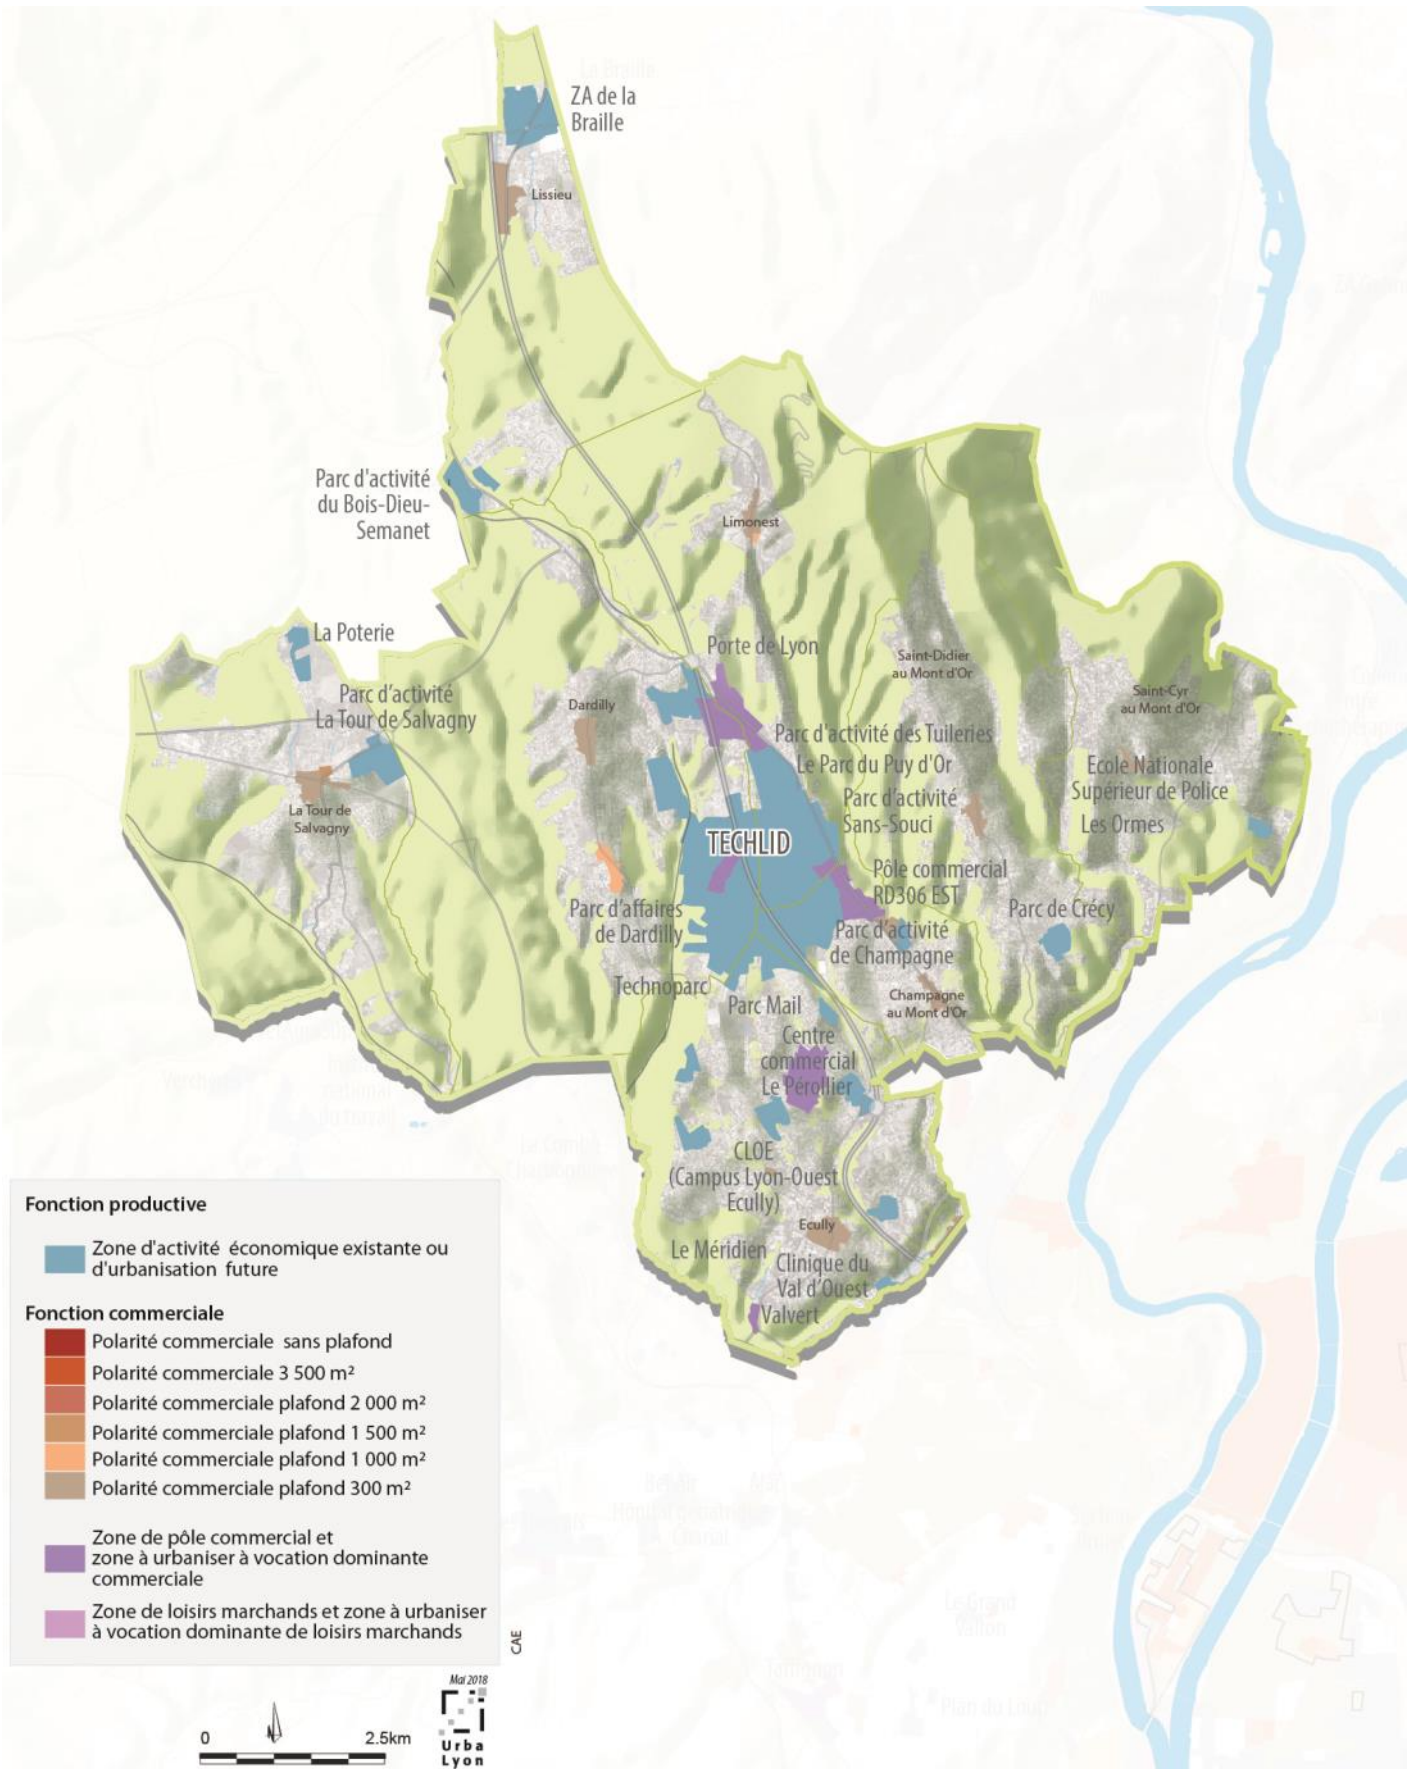 ZA de la
Braille
Lissieu
Parc d'activité
du Bois-Dieu-
Semanet
Limonest
La Poterie
Porte de Lyon
Saint-Didier
au Mont d'Or
Saint-Cyr
au Mont d'Or
Parc d'activité
La Tour de Salvagny
Dardilly
Parc d'activité des Tuileries
Le Parc du Puy d'Or
Ecole Nationale
Supérieur de Police
Parc d'activité
Sans-Souci
Les Ormes
La Tour de
Salvagny
TECHLID
Pôle commercial
RD306 EST
Parc d'affaires
de Dardilly
Parc de Crécy
Parc d'activité
de Champagne
Technoparc
Parc Mail
Champagne
au Mont d'Or
Centre
commercial
Le Pérollier
CLOE
(Campus Lyon-Ouest
Ecully)
Ecully
Le Méridien
Clinique du
Val d'Ouest
Valvert
Fonction productive
Zone d'activité économique existante ou
d'urbanisation future
Fonction commerciale
Polarité commerciale sans plafond
Polarité commerciale 3 500 m²
Polarité commerciale plafond 2 000 m²
Polarité commerciale plafond 1 500 m²
Polarité commerciale plafond 1 000 m²
Polarité commerciale plafond 300 m²
Zone de pôle commercial et
zone à urbaniser à vocation dominante
commerciale
Zone de loisirs marchands et zone à urbaniser
à vocation dominante de loisirs marchands
CAE
Mai 2018
Urba
Lyon
0 2.5km
La Braille
Le Grand
Vallon
Plan du Loup